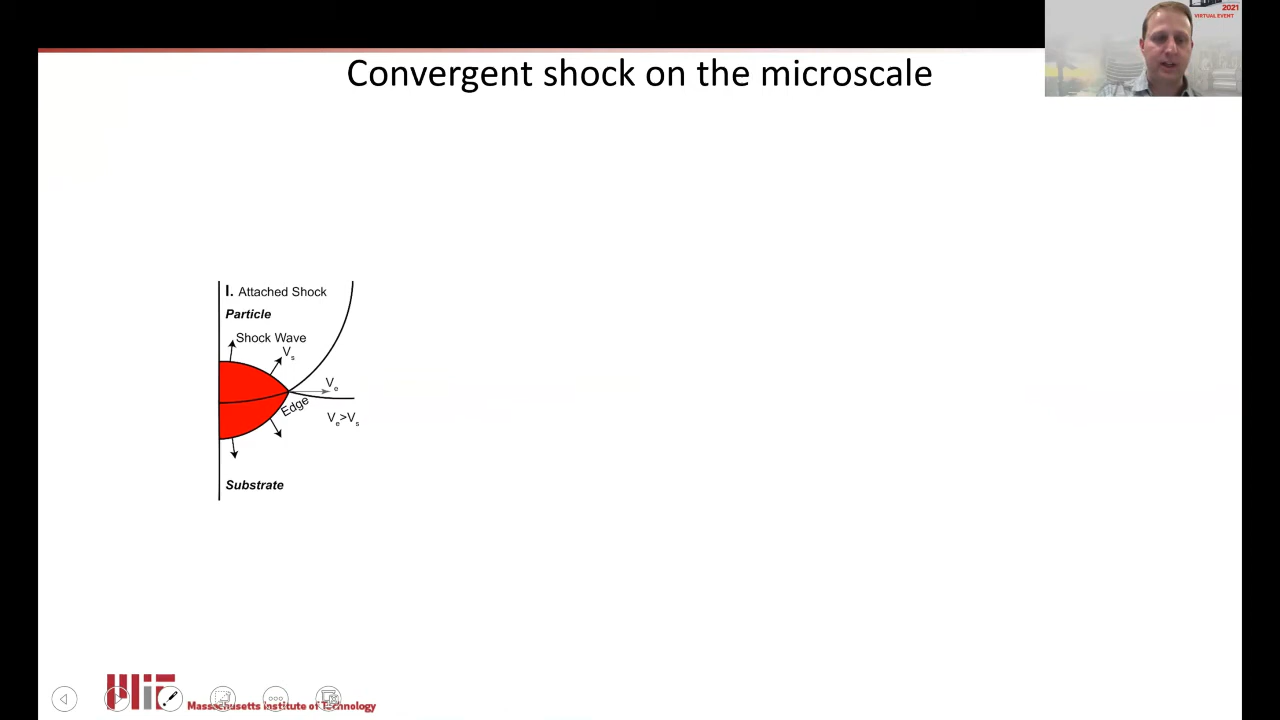 2021
VIRTUAL EVENT
Convergent shock on the microscale
I. Attached Shock
Particle
Shock Wave
Vs
Ve
Edge
Ve>Vs
Substrate
MIT
Massachusetts Institute of Technology